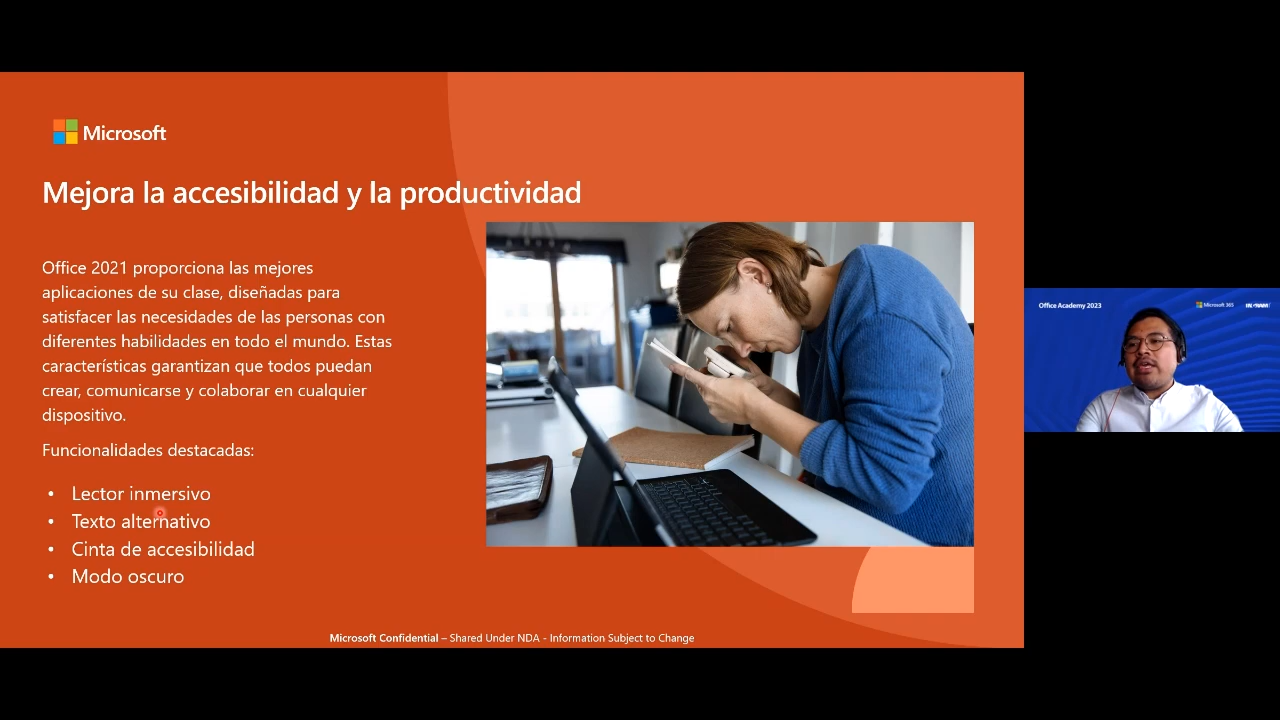 Microsoft
Mejora la accesibilidad y la productividad
Office 2021 proporciona las mejores
aplicaciones de su clase, diseñadas para
satisfacer las necesidades de las personas con
diferentes habilidades en todo el mundo. Estas
características garantizan que todos puedan
crear, comunicarse y colaborar en cualquier
dispositivo.
Funcionalidades destacadas:
• Lector inmersivo
• Texto alternativo
• Cinta de accesibilidad
• Modo oscuro
Microsoft Confidential – Shared Under NDA - Information Subject to Change
Office Academy 2023
Microsoft 365